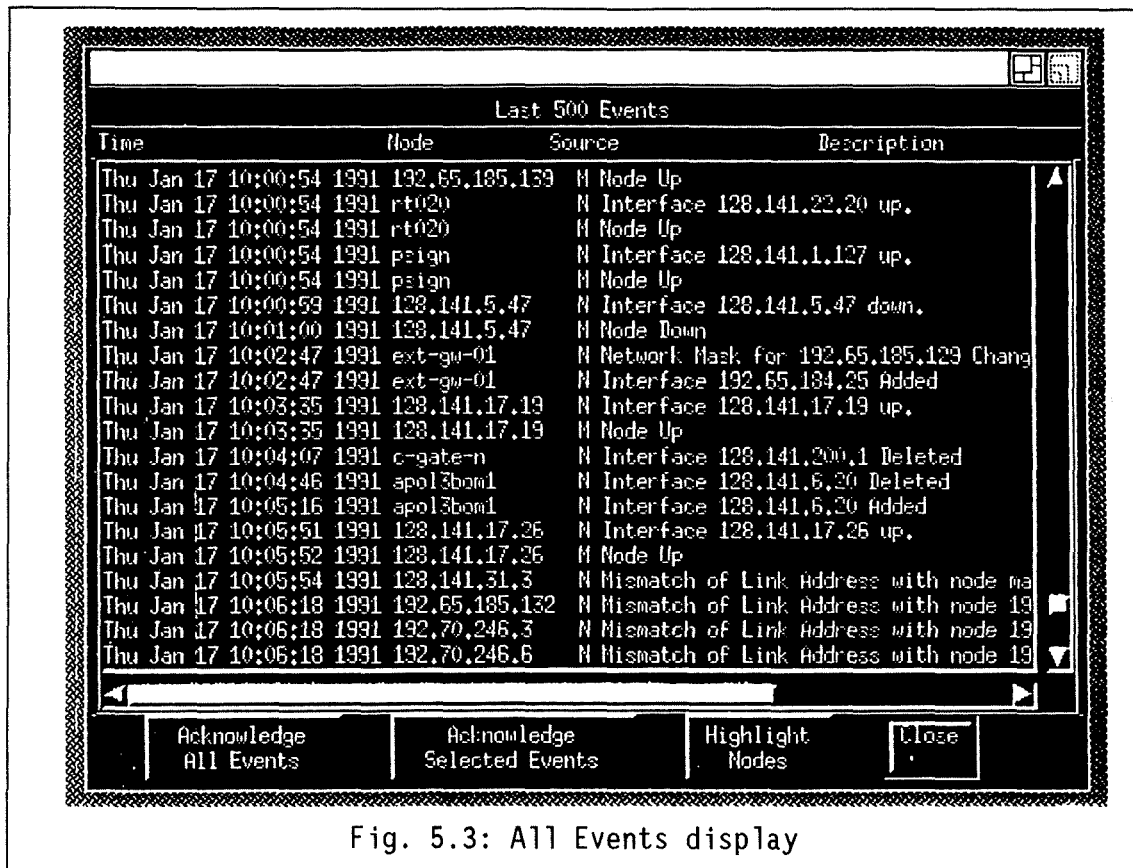 Last 500 Events
Time Node Source Description
Thu Jan 17 10:00:54 1991 192.65.185.139 M Node Up
Thu Jan 17 10:00:54 1991 rt020 N Interface 128.141.22.20 up.
Thu Jan 17 10:00:54 1991 rt020 M Node Up
Thu Jan 17 10:00:54 1991 psign N Interface 128.141.1.127 up.
Thu Jan 17 10:00:54 1991 psign M Node Up
Thu Jan 17 10:00:59 1991 128.141.5.47 N Interface 128.141.5.47 down.
Thu Jan 17 10:01:00 1991 128.141.5.47 M Node Down
Thu Jan 17 10:02:47 1991 ext-gw-01 N Network Mask for 192.65.185.129 Chang
Thu Jan 17 10:02:47 1991 ext-gw-01 N Interface 192.65.184.25 Added
Thu Jan 17 10:03:35 1991 128.141.17.19 N Interface 128.141.17.19 up.
Thu Jan 17 10:03:35 1991 128.141.17.19 M Node Up
Thu Jan 17 10:04:07 1991 c-gate-n N Interface 128.141.200.1 Deleted
Thu Jan 17 10:04:46 1991 apol3bom1 N Interface 128.141.6.20 Deleted
Thu Jan 17 10:05:16 1991 apol3bom1 N Interface 128.141.6.20 Added
Thu Jan 17 10:05:51 1991 128.141.17.26 N Interface 128.141.17.26 up.
Thu Jan 17 10:05:52 1991 128.141.17.26 M Node Up
Thu Jan 17 10:05:54 1991 128.141.31.3 N Mismatch of Link Address with node ma
Thu Jan 17 10:06:18 1991 192.65.185.132 N Mismatch of Link Address with node 19
Thu Jan 17 10:06:18 1991 192.70.246.3 N Mismatch of Link Address with node 19
Thu Jan 17 10:06:18 1991 192.70.246.6 N Mismatch of Link Address with node 19
Acknowledge All Events
Acknowledge Selected Events
Highlight Nodes
Close
Fig. 5.3: All Events display